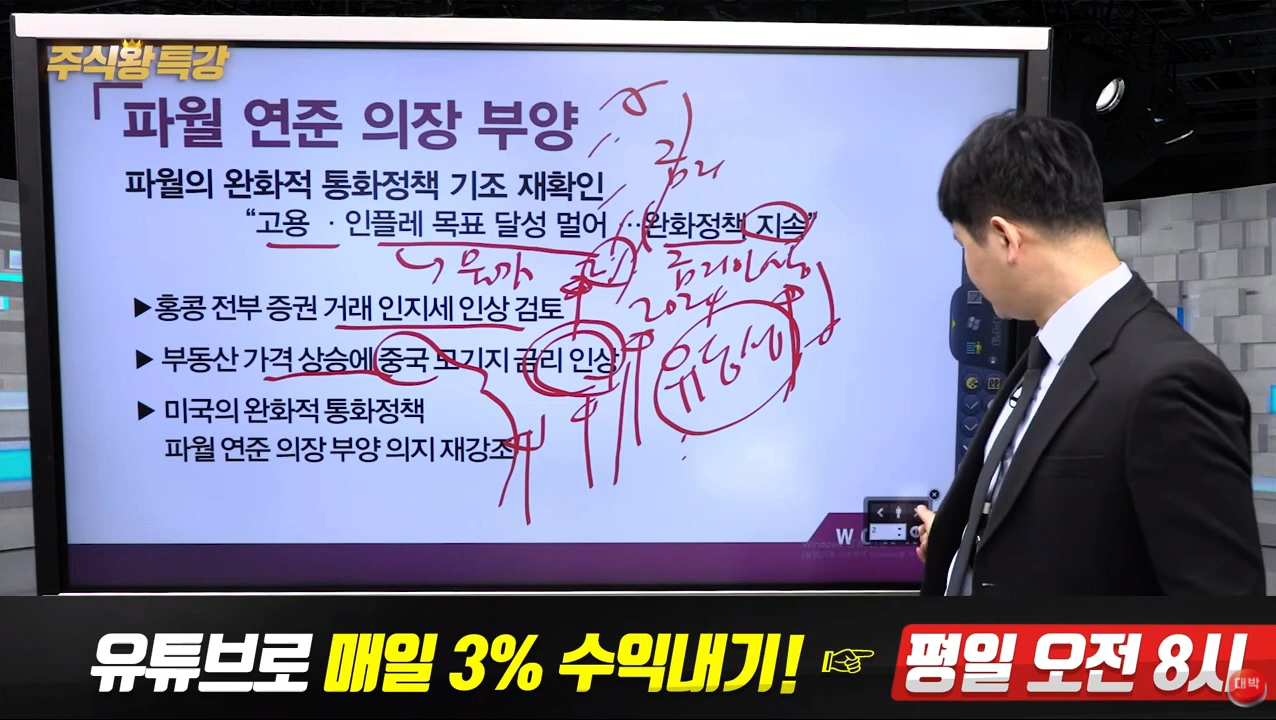 주식왕 특강
「파월 연준 의장 부양
파월의 완화적 통화정책 기조 재확인
“고용 · 인플레 목표 달성 멀어 …완화정책 지속”
물가
금리
금리인상
2024
유동성
▶홍콩 전부 증권 거래 인지세 인상 검토
▶ 부동산 가격 상승에 중국 모기지 금리 인상
▶ 미국의 완화적 통화정책
파월 연준 의장 부양 의지 재강조
2
유튜브로 매일 3% 수익내기! ☞ 평일 오전 8시
대박